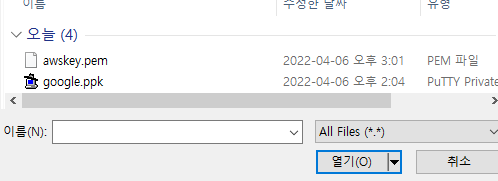 이름 수정한 날짜 유형
오늘 (4)
awskey.pem 2022-04-06 오후 3:01 PEM 파일
google.ppk 2022-04-06 오후 2:04 PuTTY Private
이름(N): All Files (*.*)
열기(O) 취소